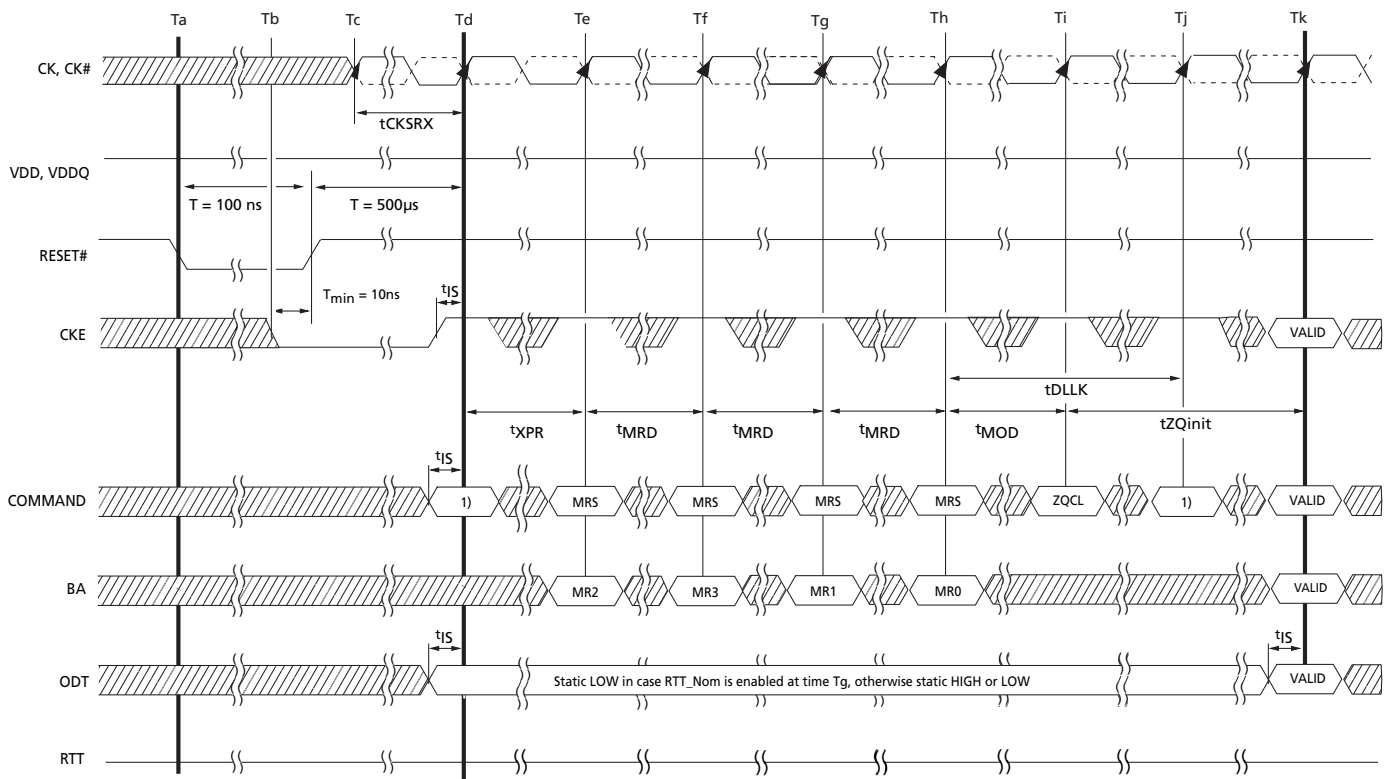 Ta Tb Tc Td Te Tf Tg Th Ti Tj Tk
CK, CK#
tCKSRX
VDD, VDDQ
T = 100 ns T = 500µs
RESET#
Tmin = 10ns tIS
CKE VALID
tDLLK
tXPR tMRD tMRD tMRD tMOD tZQinit
tIS
COMMAND 1) MRS MRS MRS MRS ZQCL 1) VALID
BA MR2 MR3 MR1 MR0 VALID
tIS tIS
ODT Static LOW in case RTT_Nom is enabled at time Tg, otherwise static HIGH or LOW VALID
RTT